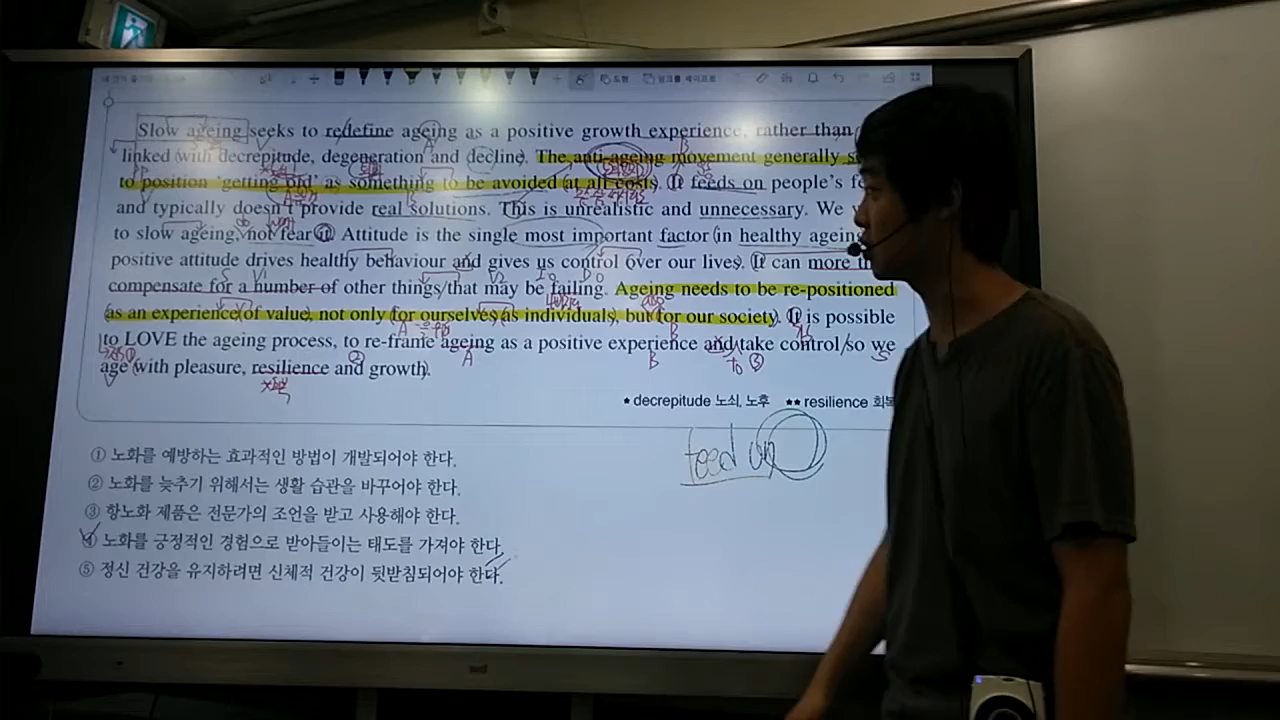 도형 잉크를 셰이프로
Slow ageing seeks to redefine ageing as a positive growth experience, rather than
linked with decrepitude, degeneration and decline. The anti-ageing movement generally
to position 'getting old' as something to be avoided at all costs. It feeds on people's
and typically doesn't provide real solutions. This is unrealistic and unnecessary. We
to slow ageing, not fear it. Attitude is the single most important factor in healthy ageing
positive attitude drives healthy behaviour and gives us control over our lives. It can more
compensate for a number of other things that may be failing. Ageing needs to be re-positioned
as an experience of value, not only for ourselves as individuals, but for our society. It is possible
to LOVE the ageing process, to re-frame ageing as a positive experience and take control so we
age with pleasure, resilience and growth.
* decrepitude 노쇠, 노후 ** resilience 회복
feed on
① 노화를 예방하는 효과적인 방법이 개발되어야 한다.
② 노화를 늦추기 위해서는 생활 습관을 바꾸어야 한다.
③ 항노화 제품은 전문가의 조언을 받고 사용해야 한다.
④ 노화를 긍정적인 경험으로 받아들이는 태도를 가져야 한다.
⑤ 정신 건강을 유지하려면 신체적 건강이 뒷받침되어야 한다.